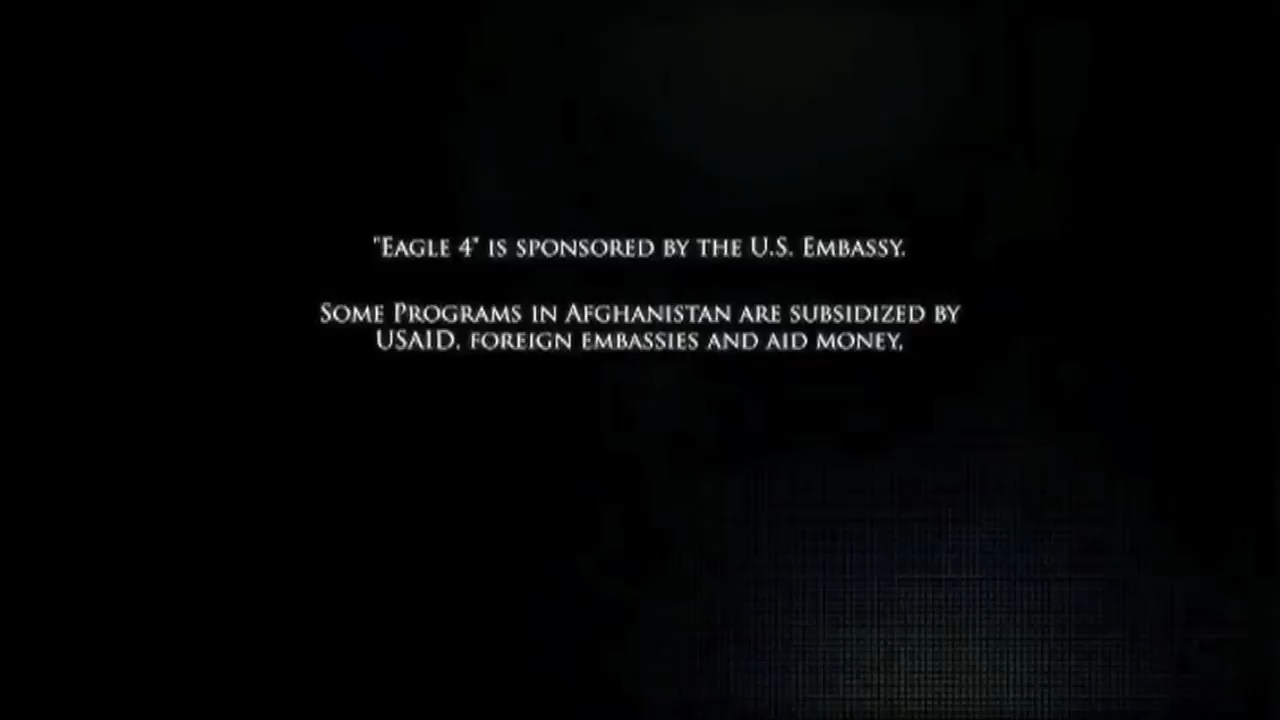 "Eagle 4" is sponsored by the U.S. Embassy.
Some Programs in Afghanistan are subsidized by
USAID, foreign embassies and aid money,